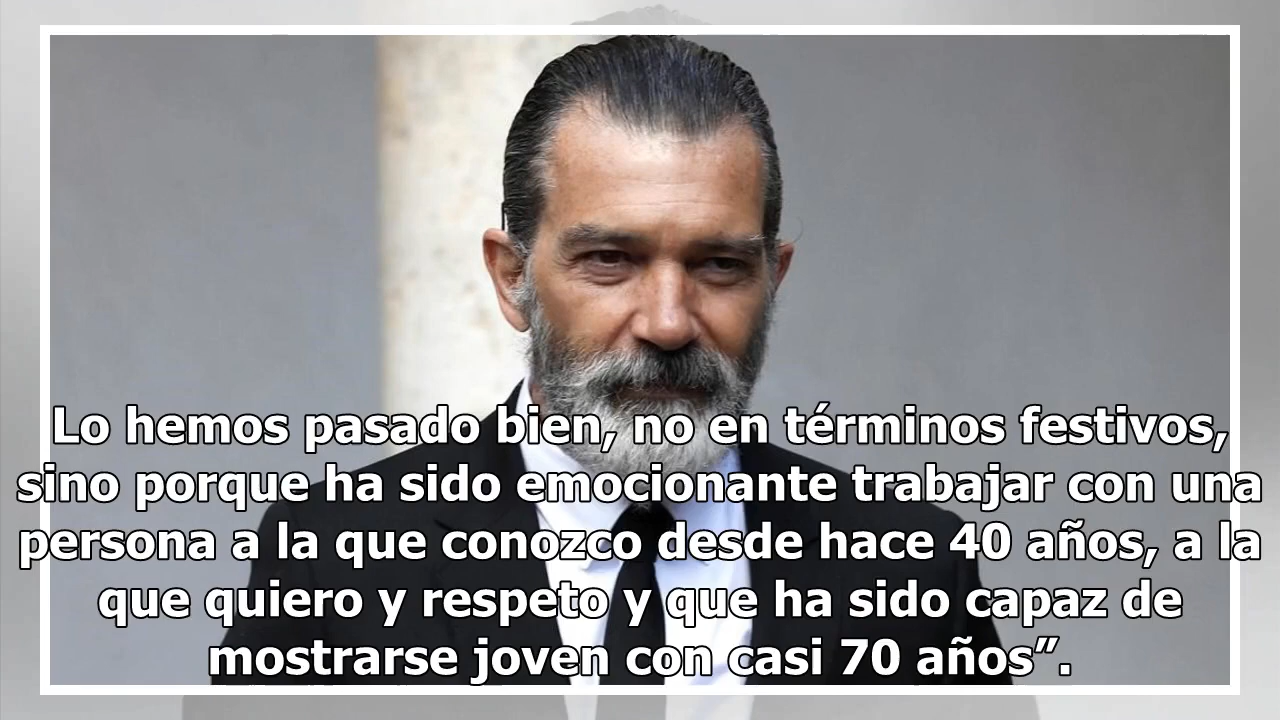 Lo hemos pasado bien, no en términos festivos,
sino porque ha sido emocionante trabajar con una
persona a la que conozco desde hace 40 años, a la
que quiero y respeto y que ha sido capaz de
mostrarse joven con casi 70 años”.